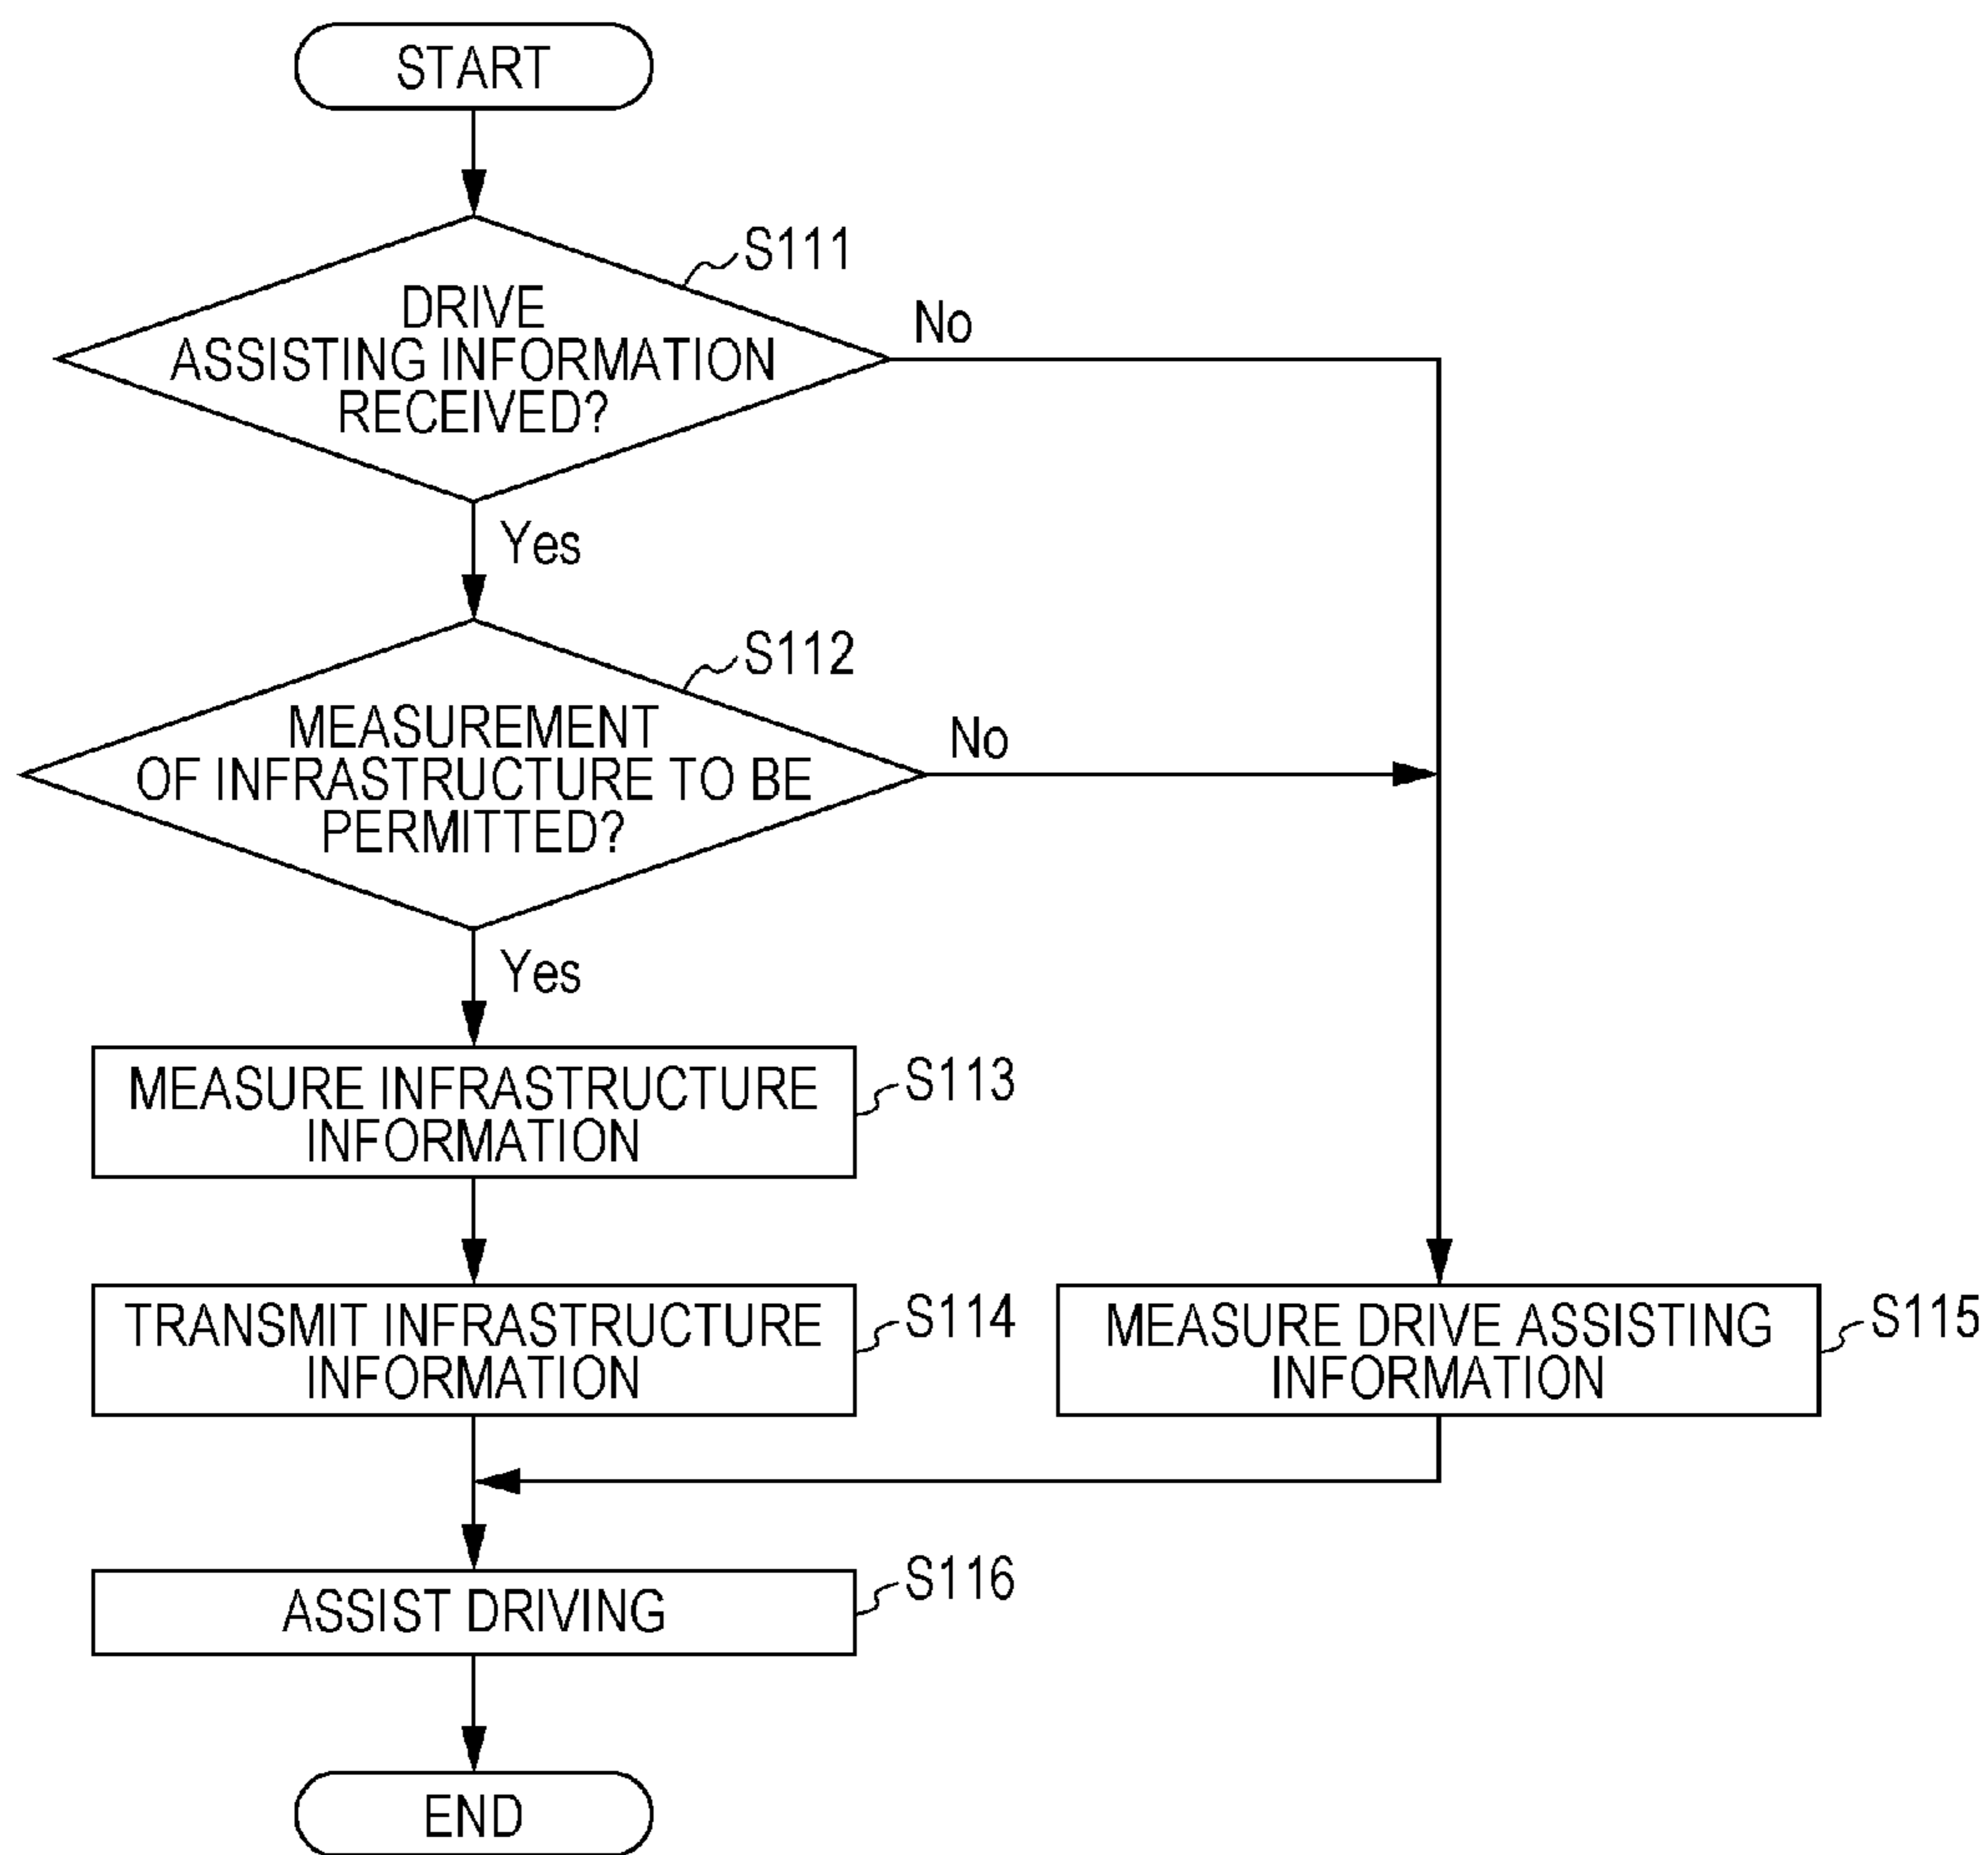 START
S111
DRIVE
ASSISTING INFORMATION
RECEIVED?
No
Yes
S112
MEASUREMENT
OF INFRASTRUCTURE TO BE
PERMITTED?
No
Yes
MEASURE INFRASTRUCTURE
INFORMATION
S113
TRANSMIT INFRASTRUCTURE
INFORMATION
S114
MEASURE DRIVE ASSISTING
INFORMATION
S115
ASSIST DRIVING
S116
END